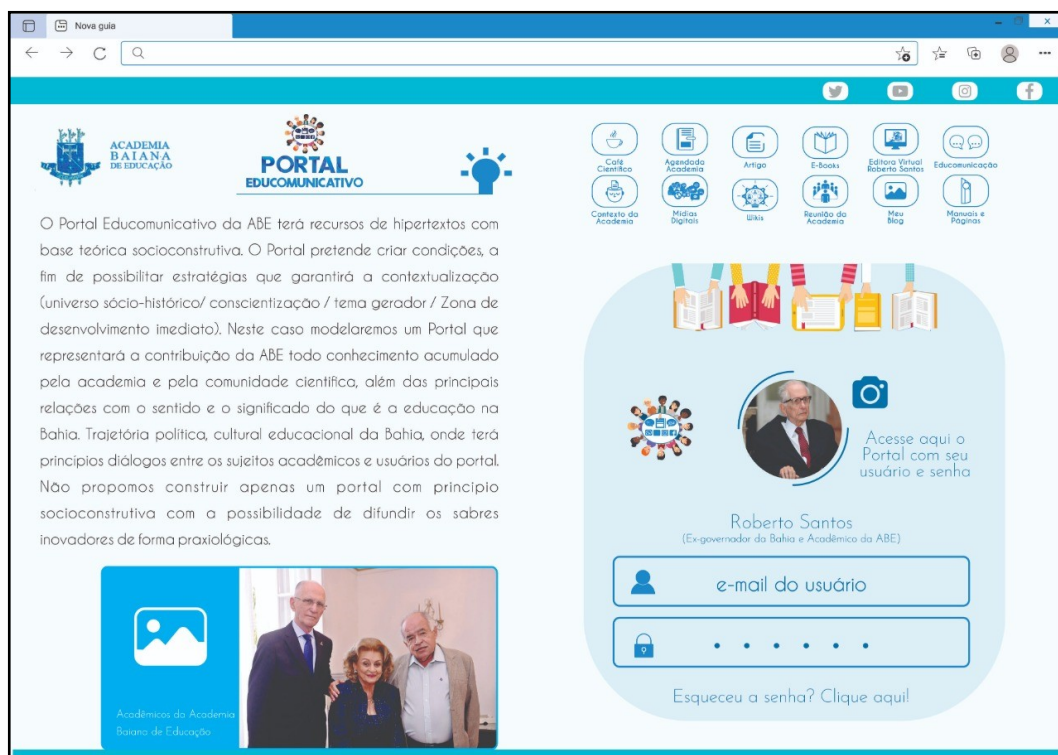 Nova guia
ACADEMIA
BAIANA
DE EDUCAÇÃO
PORTAL
EDUCOMUNICATIVO
Café
Científico
Agendada
Academia
Artigo
E-Books
Editora Virtual
Roberto Santos
Educomunicação
Contexto da
Academia
Mídias
Digitais
Wikis
Reunião da
Academia
Meu
Blog
Manuais e
Páginas
O Portal Educomunicativo da ABE terá recursos de hipertextos com
base teórica socioconstrutiva. O Portal pretende criar condições, a
fim de possibilitar estratégias que garantirá a contextualização
(universo sócio-histórico/ conscientização / tema gerador / Zona de
desenvolvimento imediato). Neste caso modelaremos um Portal que
representará a contribuição da ABE todo conhecimento acumulado
pela academia e pela comunidade científica, além das principais
relações com o sentido e o significado do que é a educação na
Bahia. Trajetória política, cultural educacional da Bahia, onde terá
princípios diálogos entre os sujeitos acadêmicos e usuários do portal.
Não propomos construir apenas um portal com principio
socioconstrutiva com a possibilidade de difundir os sabres
inovadores de forma praxiológicas.
Acadêmicos da Academia
Baiano de Educação
Acesse aqui o
Portal com seu
usuário e senha
Roberto Santos
(Ex-governador da Bahia e Acadêmico da ABE)
e-mail do usuário
Esqueceu a senha? Clique aqui!